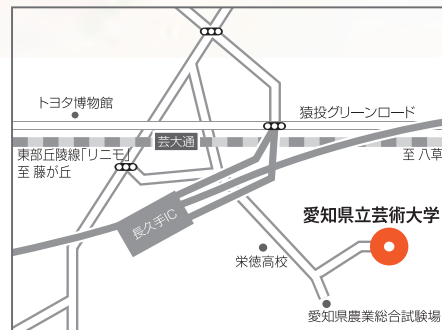 トヨタ博物館
猿投グリーンロード
芸大通
東部丘陵線「リニモ」
至 藤が丘
至 八草
長久手IC
愛知県立芸術大学
栄徳高校
愛知県農業総合試験場